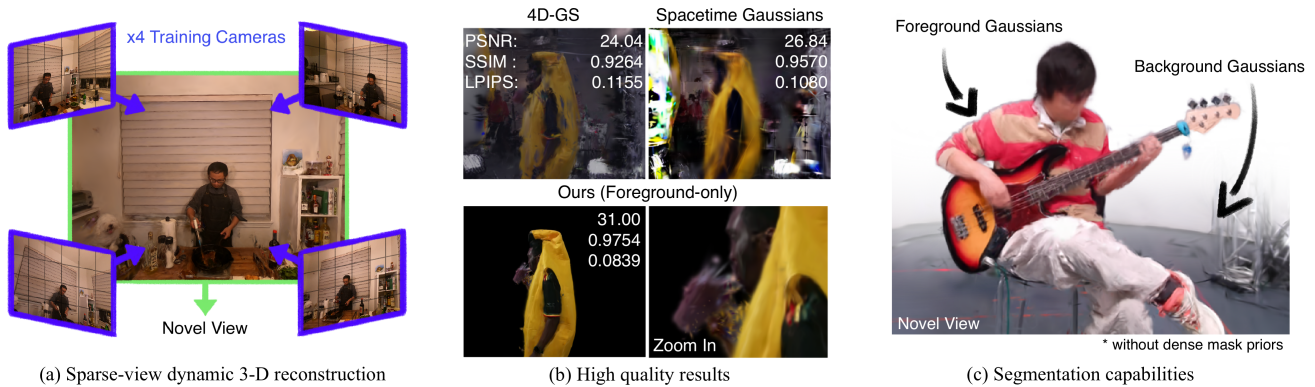 x4 Training Cameras
Novel View
(a) Sparse-view dynamic 3-D reconstruction
4D-GS
Spacetime Gaussians
PSNR: 24.04 26.84
SSIM : 0.9264 0.9570
LPIPS: 0.1155 0.1080
Ours (Foreground-only)
31.00
0.9754
0.0839
Zoom In
(b) High quality results
Foreground Gaussians
Background Gaussians
Novel View
* without dense mask priors
(c) Segmentation capabilities